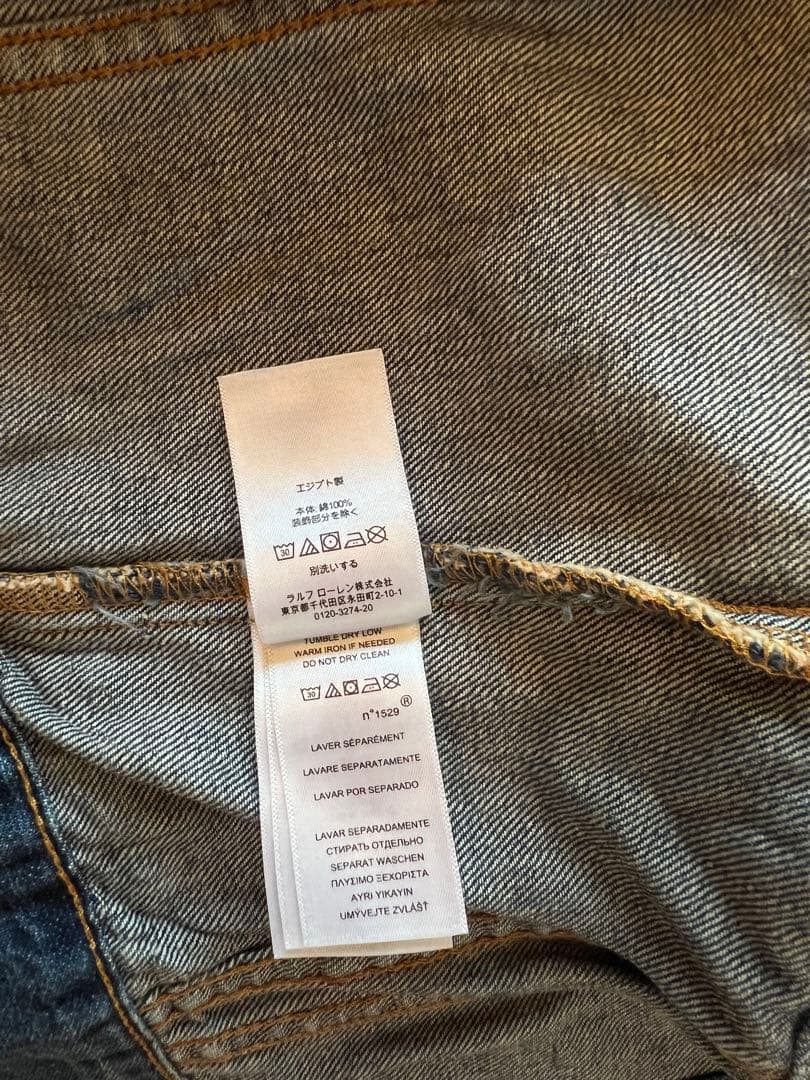 エジプト製
本体: 綿100%
装飾部分を除く
30
別洗いする
ラルフ ローレン株式会社
東京都千代田区永田町2-10-1
0120-3274-20
TUMBLE DRY LOW
WARM IRON IF NEEDED
DO NOT DRY CLEAN
30
n°1529 ®
LAVER SÉPARÉMENT
LAVARE SEPARATAMENTE
LAVAR POR SEPARADO
LAVAR SEPARADAMENTE
СТИРАТЬ ОТДЕЛЬНО
SEPARAT WASCHEN
ΠΛΥΣΙΜΟ ΞΕΧΩΡΙΣΤΑ
AYRI YIKAYIN
UMÝVEJTE ZVLÁŠŤ